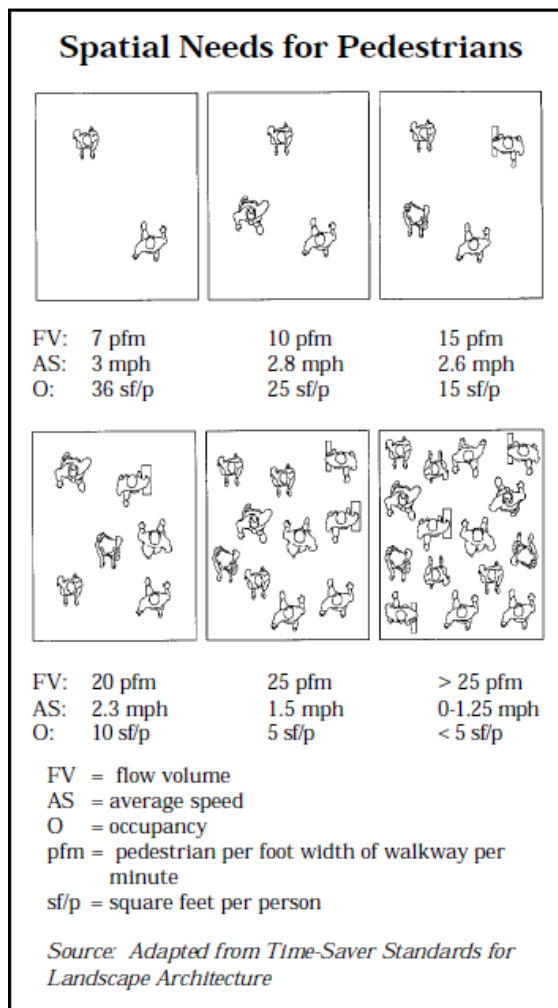 Spatial Needs for Pedestrians
FV: 7 pfm 10 pfm 15 pfm
AS: 3 mph 2.8 mph 2.6 mph
O: 36 sf/p 25 sf/p 15 sf/p
FV: 20 pfm 25 pfm > 25 pfm
AS: 2.3 mph 1.5 mph 0-1.25 mph
O: 10 sf/p 5 sf/p < 5 sf/p
FV = flow volume
AS = average speed
O = occupancy
pfm = pedestrian per foot width of walkway per
minute
sf/p = square feet per person
Source: Adapted from Time-Saver Standards for
Landscape Architecture